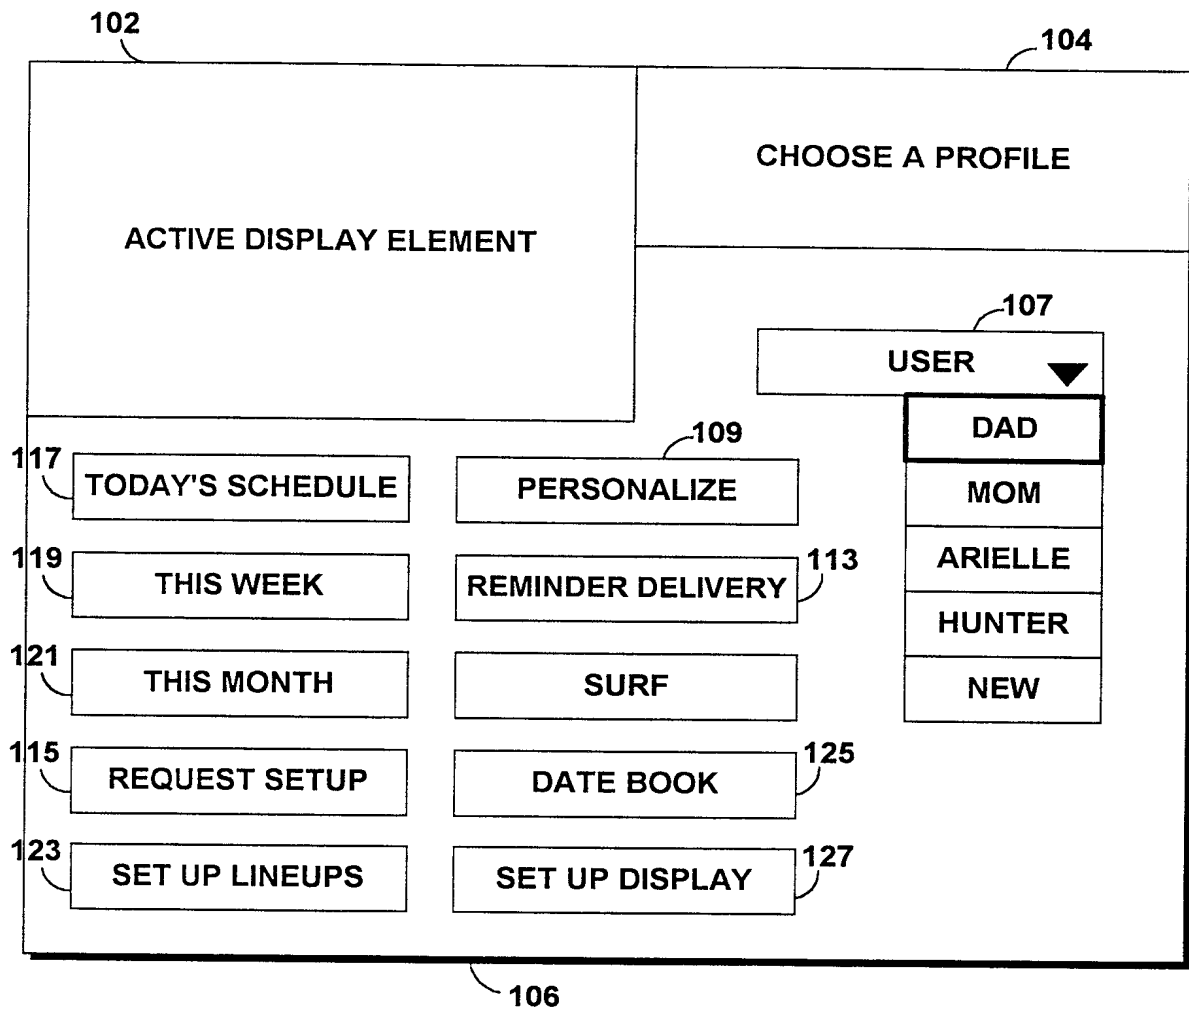 102
104
CHOOSE A PROFILE
ACTIVE DISPLAY ELEMENT
107
USER
DAD
MOM
ARIELLE
HUNTER
NEW
109
117
TODAY'S SCHEDULE
PERSONALIZE
119
THIS WEEK
REMINDER DELIVERY
113
121
THIS MONTH
SURF
115
REQUEST SETUP
DATE BOOK
125
123
SET UP LINEUPS
SET UP DISPLAY
127
106